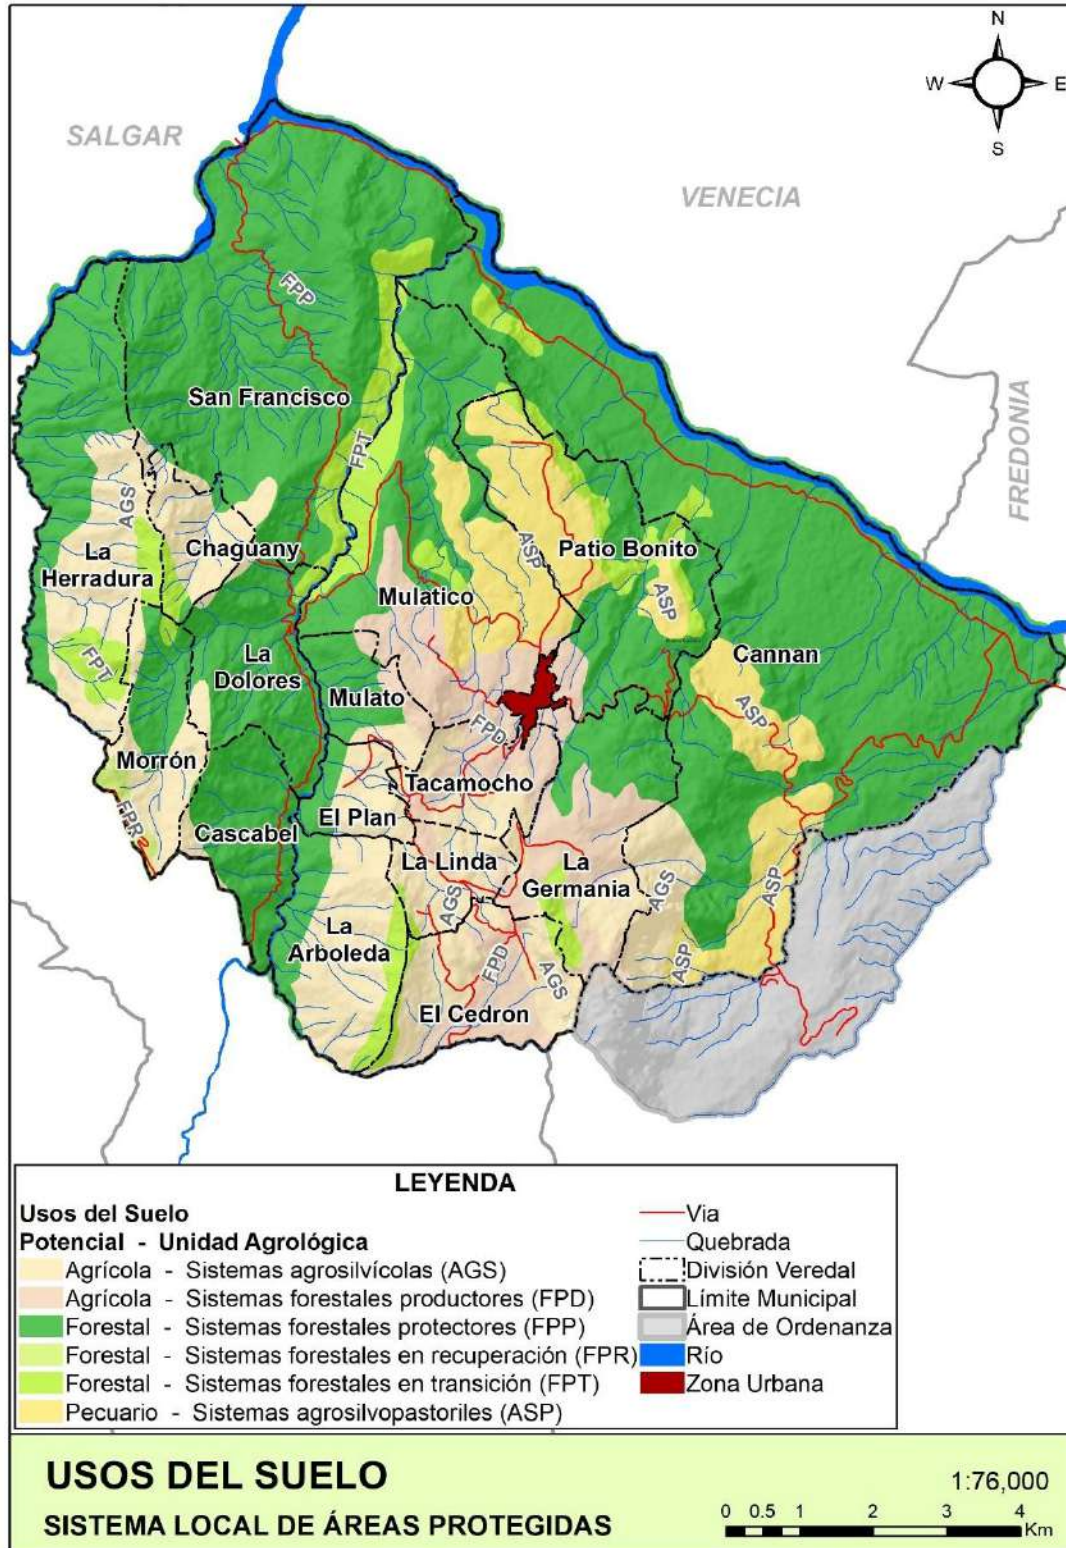 N
W E
S
SALGAR
VENECIA
FREDONIA
FPP
San Francisco
FPT
AGS
La
Herradura
Chaguany
ASP
Patio Bonito
ASP
Mulatico
FPT
La
Dolores
Mulato
Cannan
ASP
FPD
Morrón
Tacamocho
FPR
Cascabel
El Plan
La Linda
La
Germania
AGS
AGS
ASP
La
Arboleda
FPD
AGS
ASP
El Cedron
LEYENDA
Usos del Suelo
Potencial - Unidad Agrológica
Agrícola - Sistemas agrosilvícolas (AGS)
Agrícola - Sistemas forestales productores (FPD)
Forestal - Sistemas forestales protectores (FPP)
Forestal - Sistemas forestales en recuperación (FPR)
Forestal - Sistemas forestales en transición (FPT)
Pecuario - Sistemas agrosilvopastoriles (ASP)
Via
Quebrada
División Veredal
Límite Municipal
Área de Ordenanza
Río
Zona Urbana
USOS DEL SUELO
SISTEMA LOCAL DE ÁREAS PROTEGIDAS
1:76,000
0 0.5 1 2 3 4
Km